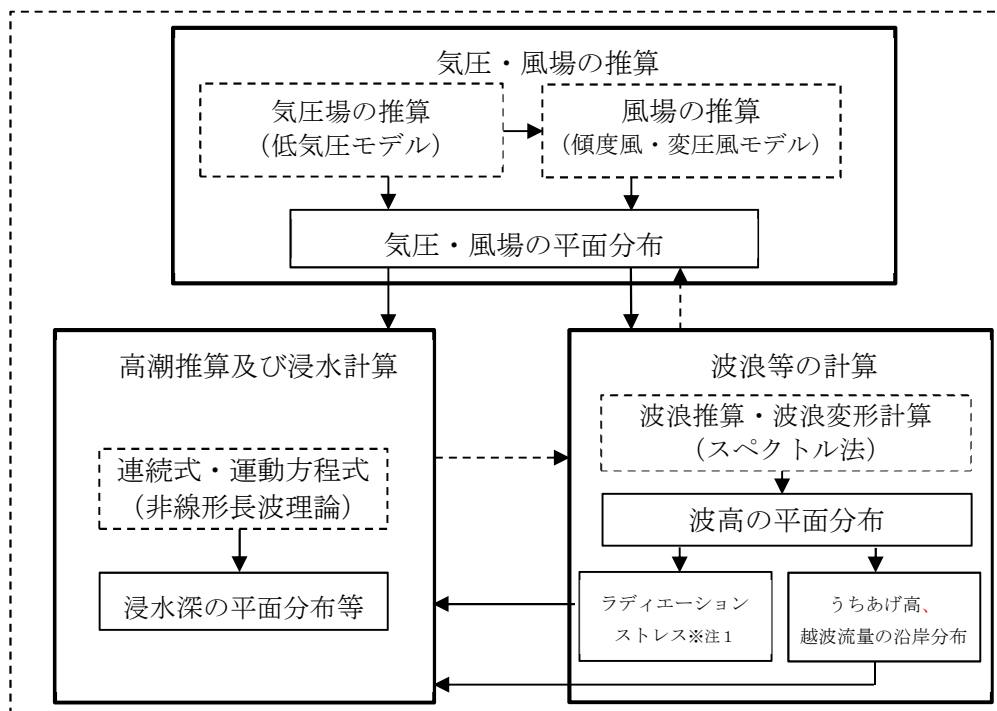 気圧・風場の推算
気圧場の推算
（低気圧モデル）
風場の推算
（傾度風・変圧風モデル）
気圧・風場の平面分布
高潮推算及び浸水計算
連続式・運動方程式
（非線形長波理論）
浸水深の平面分布等
波浪等の計算
波浪推算・波浪変形計算
（スペクトル法）
波高の平面分布
ラディエーション
ストレス※注１
うちあげ高、
越波流量の沿岸分布